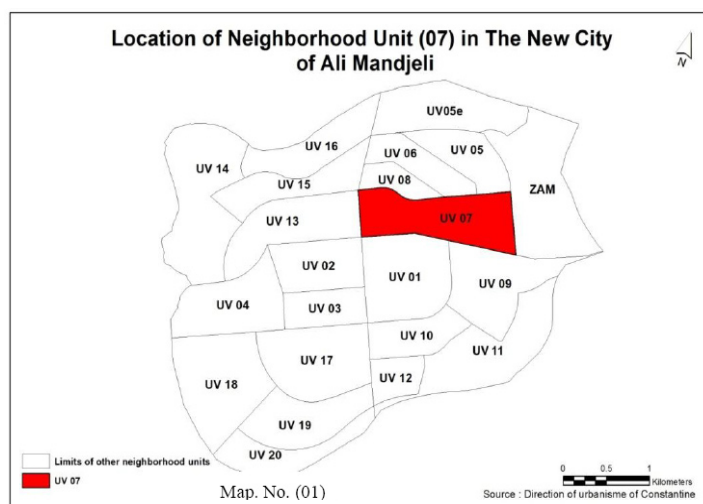 Location of Neighborhood Unit (07) in The New City
of Ali Mandjeli
N
UV05e
UV 16
UV 06
UV 05
UV 14
UV 08
UV 15
ZAM
UV 13
UV 07
UV 02
UV 01
UV 09
UV 04
UV 03
UV 10
UV 11
UV 17
UV 18
UV 12
UV 19
UV 20
Limits of other neighborhood units
UV 07
Map. No. (01)
0 0.5 1
Kilometers
Source : Direction of urbanisme of Constantine